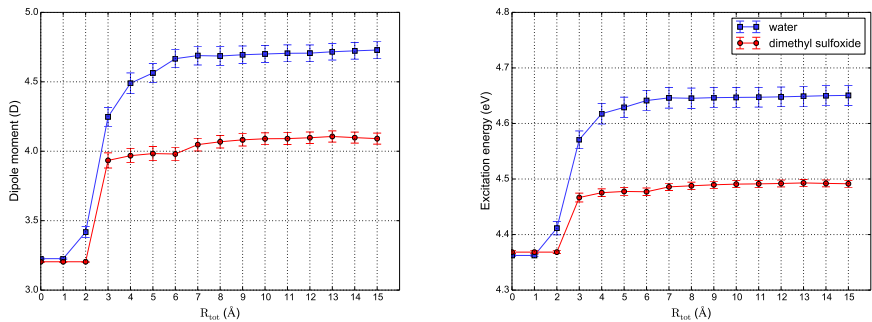 5.0
4.5
4.0
3.5
3.0
Dipole moment (D)
0 1 2 3 4 5 6 7 8 9 10 11 12 13 14 15
R_tot (Å)
4.8
4.7
4.6
4.5
4.4
4.3
Excitation energy (eV)
water
dimethyl sulfoxide
0 1 2 3 4 5 6 7 8 9 10 11 12 13 14 15
R_tot (Å)